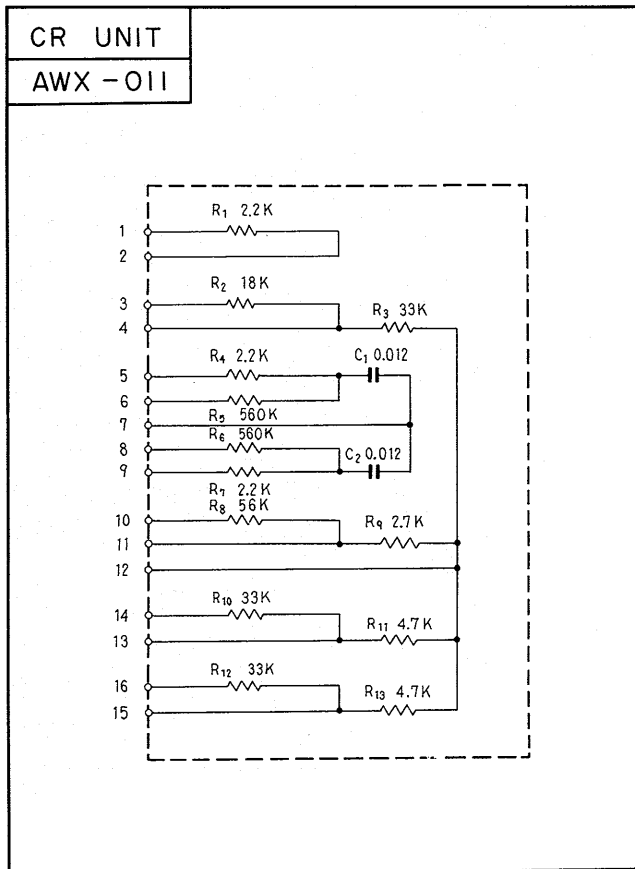 CR UNIT
AWX-011
R1 2.2K
1
2
R2 18K
3
R3 33K
4
R4 2.2K
C1 0.012
5
6
R5 560K
7
R6 560K
8
C2 0.012
9
R7 2.2K
R8 56K
10
R9 2.7K
11
12
R10 33K
14
R11 4.7K
13
R12 33K
16
R13 4.7K
15